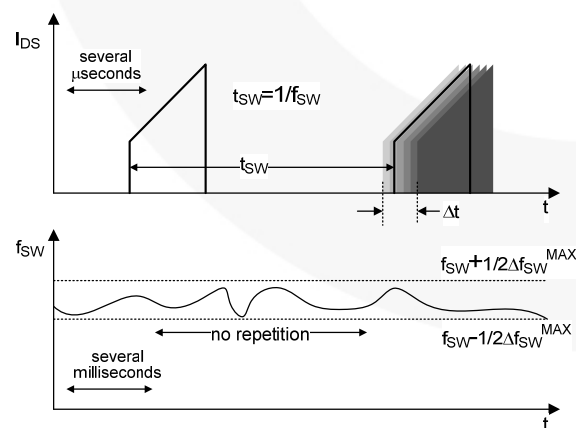 IDS
several
μseconds
tSW=1/fSW
tSW
Δt
t
fSW
fSW+1/2ΔfSWMAX
no repetition
fSW-1/2ΔfSWMAX
several
milliseconds
t